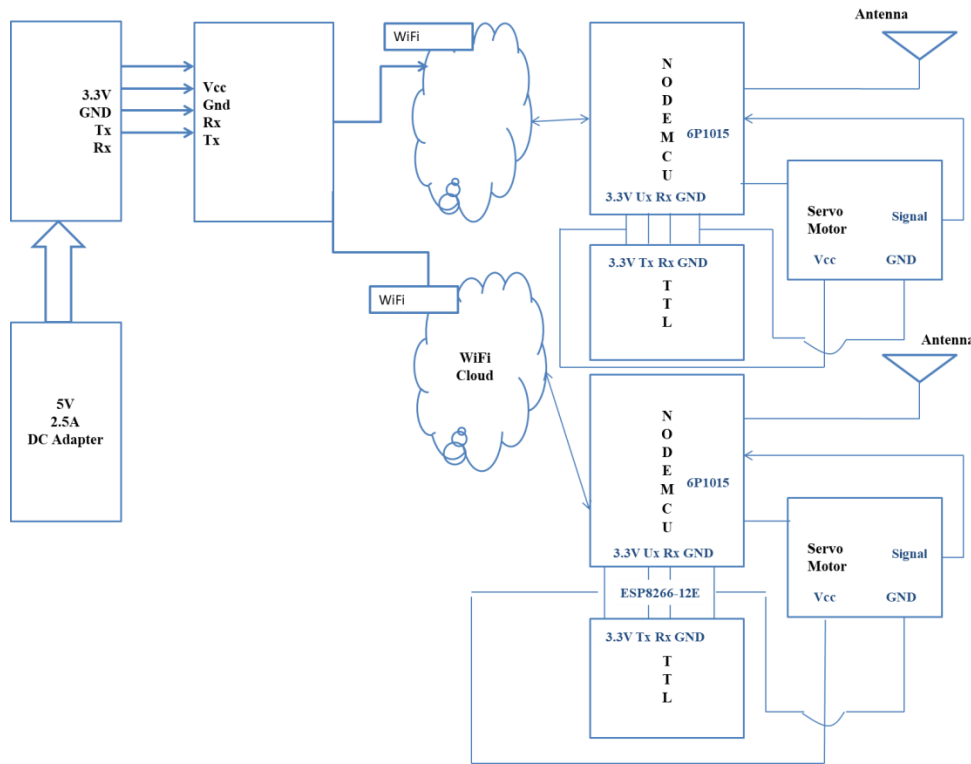 3.3V
GND
Tx
Rx
Vcc
Gnd
Rx
Tx
5V
2.5A
DC Adapter
WiFi
WiFi
WiFi
Cloud
Antenna
N
O
D
E
M
C
U
6P1015
3.3V Ux Rx GND
3.3V Tx Rx GND
T
T
L
Servo
Motor
Signal
Vcc
GND
Antenna
N
O
D
E
M
C
U
6P1015
3.3V Ux Rx GND
ESP8266-12E
3.3V Tx Rx GND
T
T
L
Servo
Motor
Signal
Vcc
GND